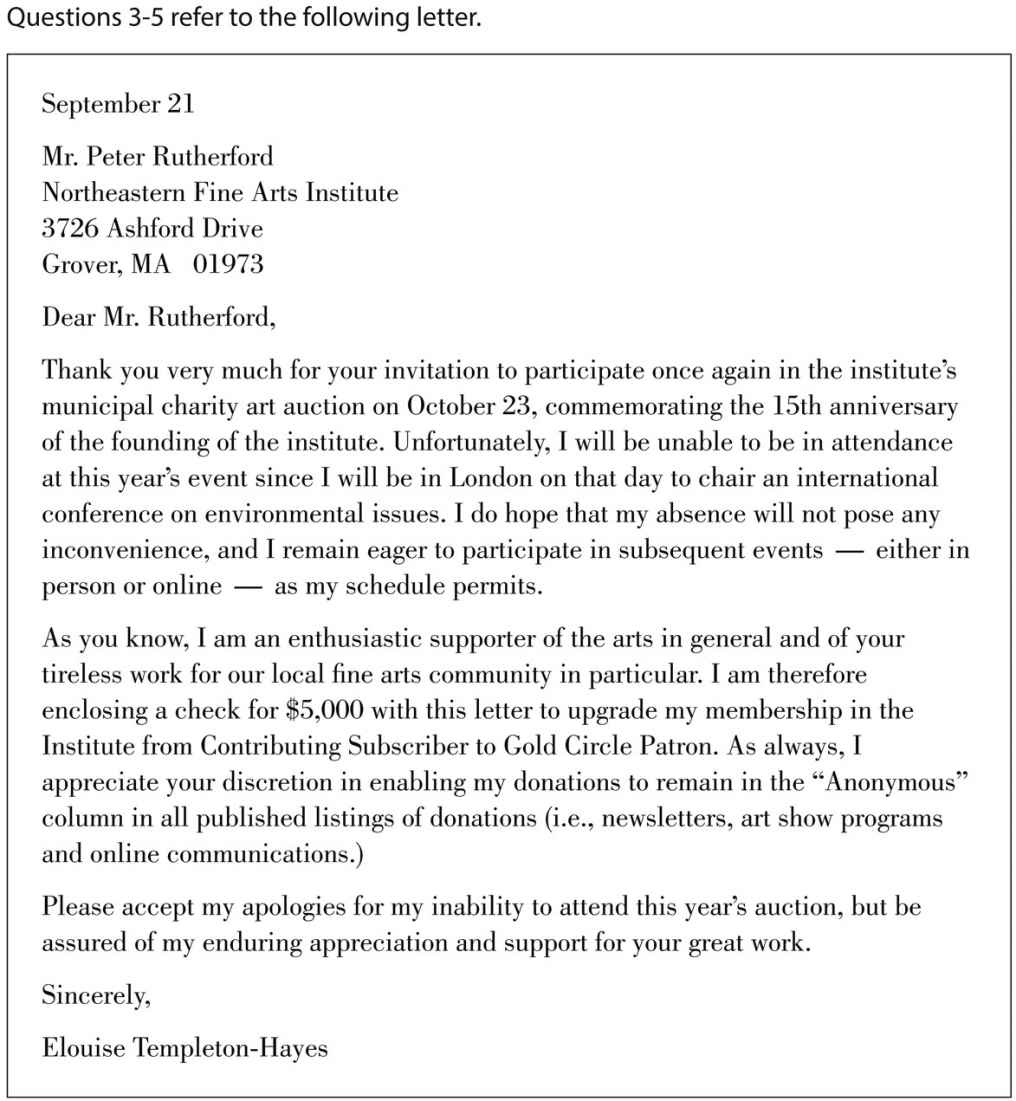 Questions 3-5 refer to the following letter.
September 21
Mr. Peter Rutherford
Northeastern Fine Arts Institute
3726 Ashford Drive
Grover, MA 01973
Dear Mr. Rutherford,
Thank you very much for your invitation to participate once again in the institute’s
municipal charity art auction on October 23, commemorating the 15th anniversary
of the founding of the institute. Unfortunately, I will be unable to be in attendance
at this year’s event since I will be in London on that day to chair an international
conference on environmental issues. I do hope that my absence will not pose any
inconvenience, and I remain eager to participate in subsequent events — either in
person or online — as my schedule permits.
As you know, I am an enthusiastic supporter of the arts in general and of your
tireless work for our local fine arts community in particular. I am therefore
enclosing a check for $5,000 with this letter to upgrade my membership in the
Institute from Contributing Subscriber to Gold Circle Patron. As always, I
appreciate your discretion in enabling my donations to remain in the “Anonymous”
column in all published listings of donations (i.e., newsletters, art show programs
and online communications.)
Please accept my apologies for my inability to attend this year’s auction, but be
assured of my enduring appreciation and support for your great work.
Sincerely,
Elouise Templeton-Hayes